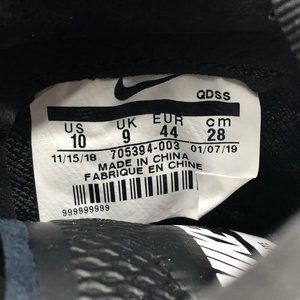 QDSS
US UK EUR cm
10 9 44 28
11/15/18 705394-003 01/07/19
MADE IN CHINA
FABRIQUE EN CHINE
999999999